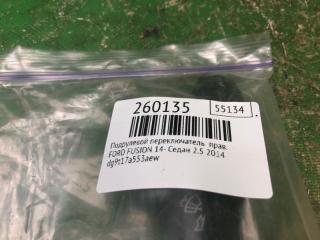 260135
55134
Подрулевой переключатель прав.
FORD FUSION 14- Седан 2.5 2014
dg9t17a553aew